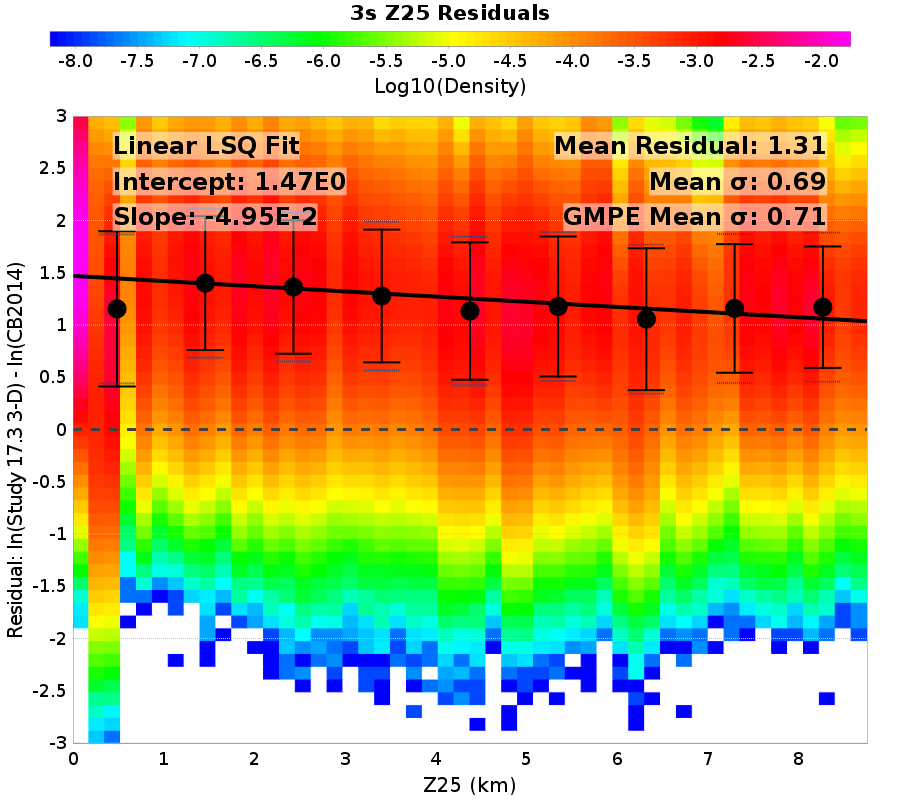 3s Z25 Residuals
-8.0 -7.5 -7.0 -6.5 -6.0 -5.5 -5.0 -4.5 -4.0 -3.5 -3.0 -2.5 -2.0
Log10(Density)
Linear LSQ Fit
Intercept: 1.47E0
Slope: -4.95E-2
Mean Residual: 1.31
Mean σ: 0.69
GMPE Mean σ: 0.71
Residual: ln(Study 17.3 3-D) - ln(CB2014)
3
2.5
2
1.5
1
0.5
0
-0.5
-1
-1.5
-2
-2.5
-3
0 1 2 3 4 5 6 7 8
Z25 (km)